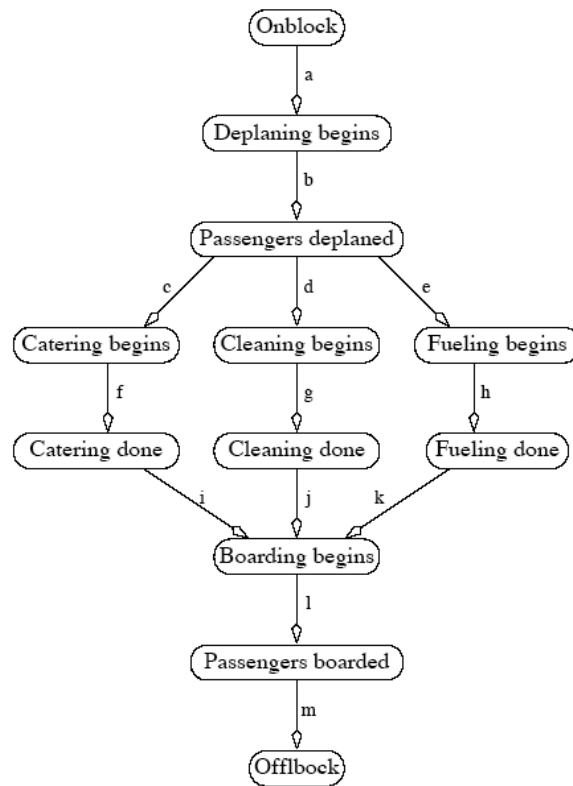 Onblock
a
Deplaning begins
b
Passengers deplaned
c d e
Catering begins Cleaning begins Fueling begins
f g h
Catering done Cleaning done Fueling done
i j k
Boarding begins
l
Passengers boarded
m
Offlbock